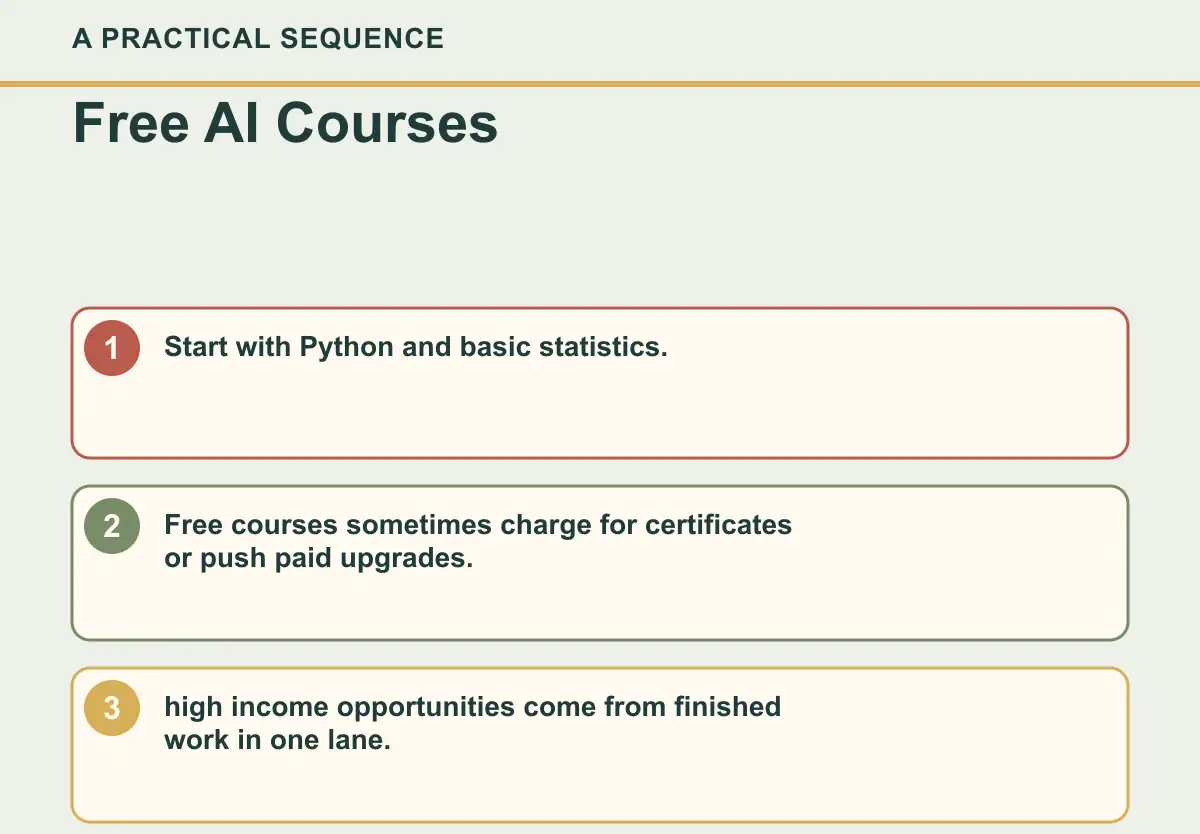 A PRACTICAL SEQUENCE
Free AI Courses
1
Start with Python and basic statistics.
2
Free courses sometimes charge for certificates
or push paid upgrades.
3
high income opportunities come from finished
work in one lane.